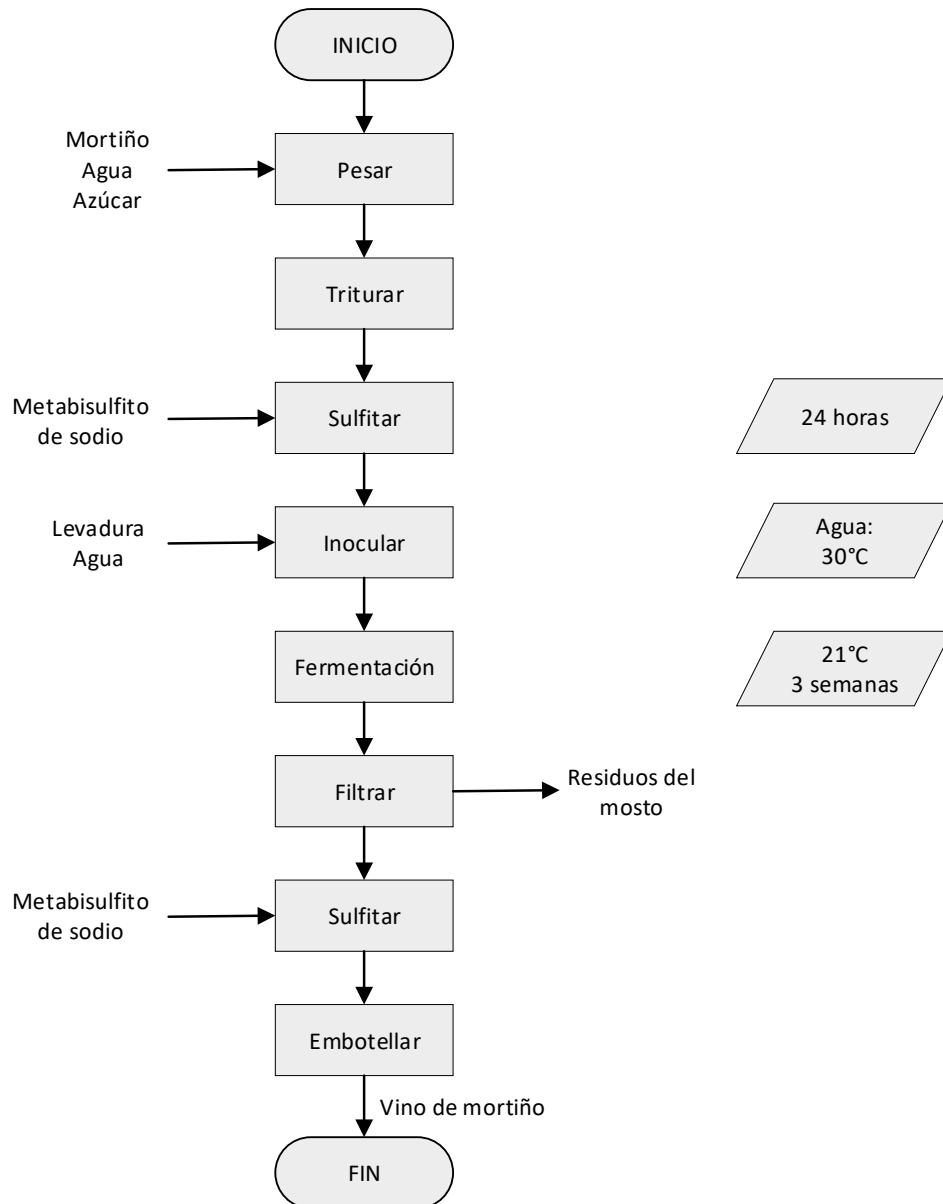 INICIO
Mortiño
Agua
Azúcar
Pesar
Triturar
Metabisulfito
de sodio
Sulfitar
24 horas
Levadura
Agua
Inocular
Agua:
30°C
Fermentación
21°C
3 semanas
Filtrar
Residuos del
mosto
Metabisulfito
de sodio
Sulfitar
Embotellar
Vino de mortiño
FIN